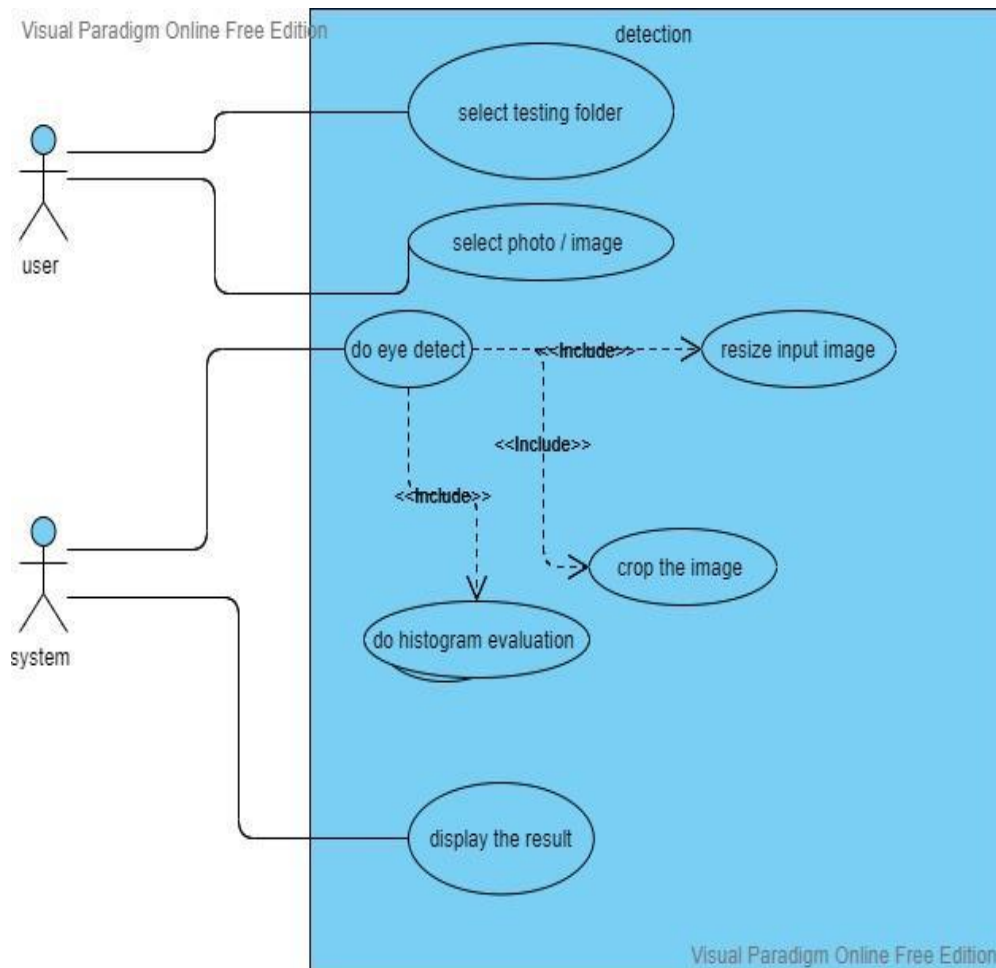 Visual Paradigm Online Free Edition
detection
select testing folder
select photo / image
user
do eye detect
<<Include>>
resize input image
<<Include>>
<<Include>>
crop the image
do histogram evaluation
system
display the result
Visual Paradigm Online Free Edition